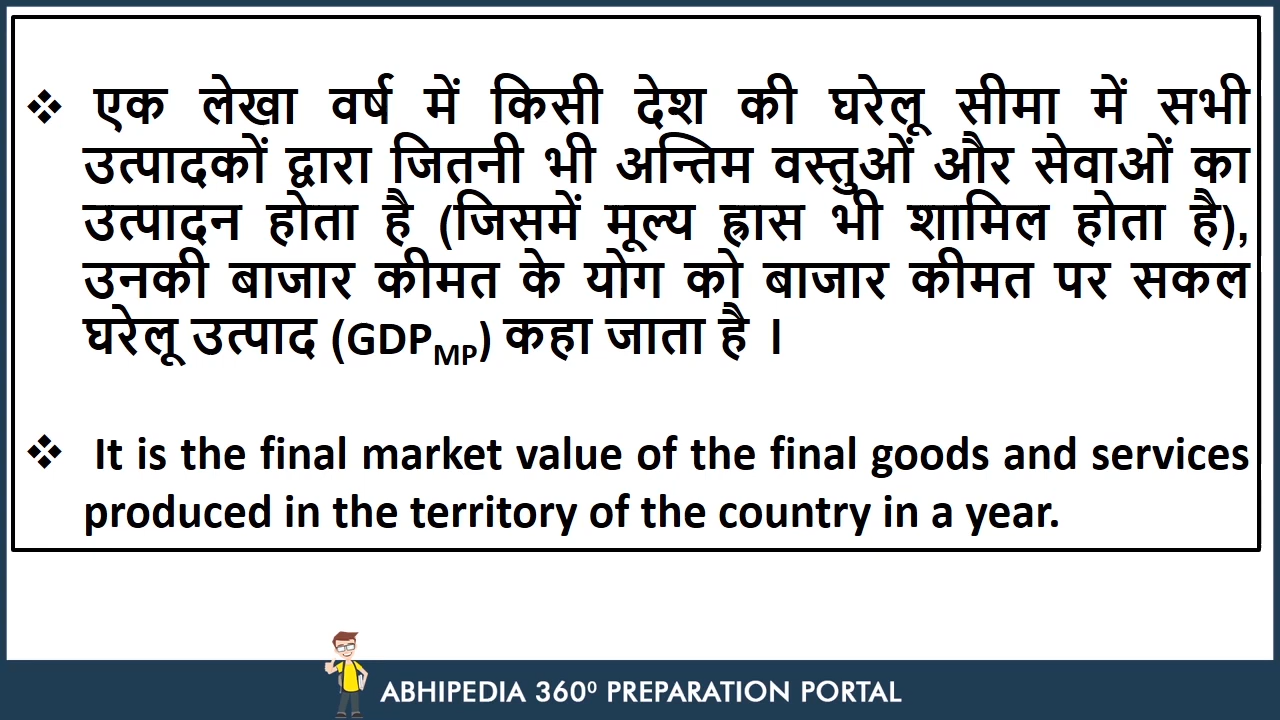 ❖ एक लेखा वर्ष में किसी देश की घरेलू सीमा में सभी
उत्पादकों द्वारा जितनी भी अन्तिम वस्तुओं और सेवाओं का
उत्पादन होता है (जिसमें मूल्य ह्रास भी शामिल होता है),
उनकी बाजार कीमत के योग को बाजार कीमत पर सकल
घरेलू उत्पाद (GDPMP) कहा जाता है ।
❖ It is the final market value of the final goods and services
produced in the territory of the country in a year.
ABHIPEDIA 360⁰ PREPARATION PORTAL